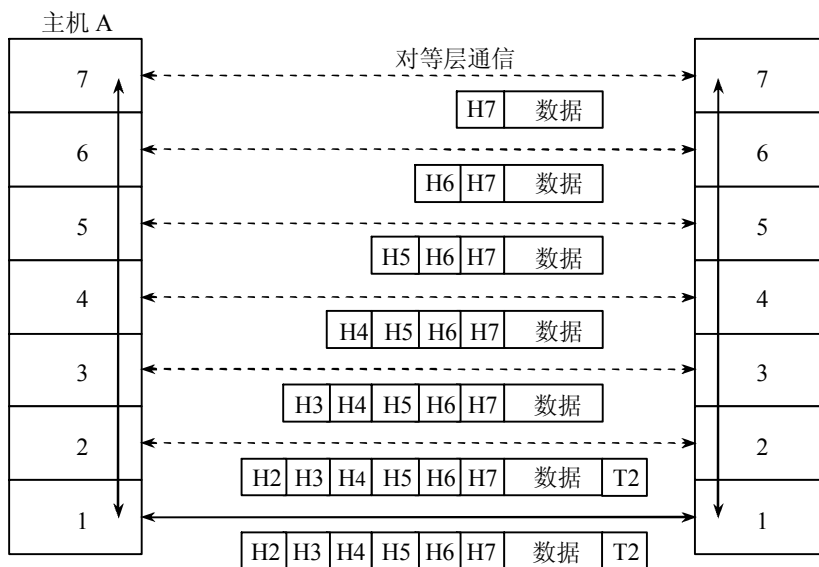 主机 A
7 对等层通信 7
H7 数据
6 6
H6 H7 数据
5 5
H5 H6 H7 数据
4 4
H4 H5 H6 H7 数据
3 3
H3 H4 H5 H6 H7 数据
2 2
H2 H3 H4 H5 H6 H7 数据 T2
1 1
H2 H3 H4 H5 H6 H7 数据 T2